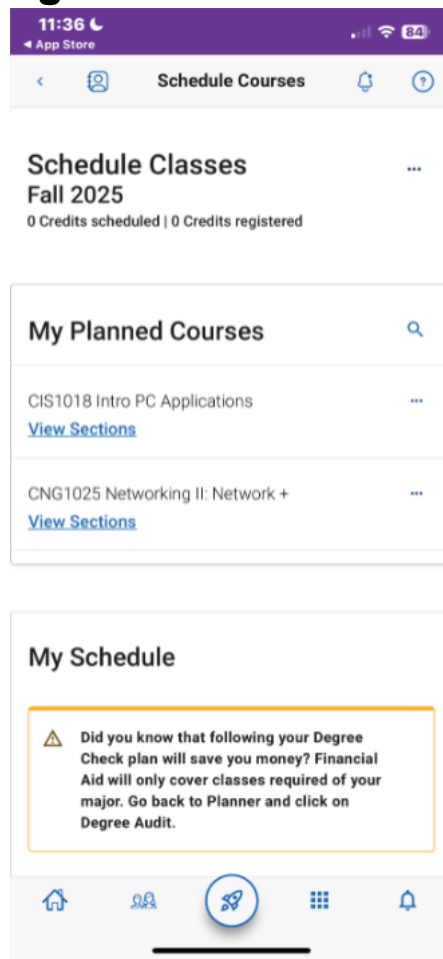 11:36
84
◀ App Store
Schedule Courses
Schedule Classes
Fall 2025
0 Credits scheduled | 0 Credits registered
My Planned Courses
CIS1018 Intro PC Applications
View Sections
CNG1025 Networking II: Network +
View Sections
My Schedule
Did you know that following your Degree
Check plan will save you money? Financial
Aid will only cover classes required of your
major. Go back to Planner and click on
Degree Audit.